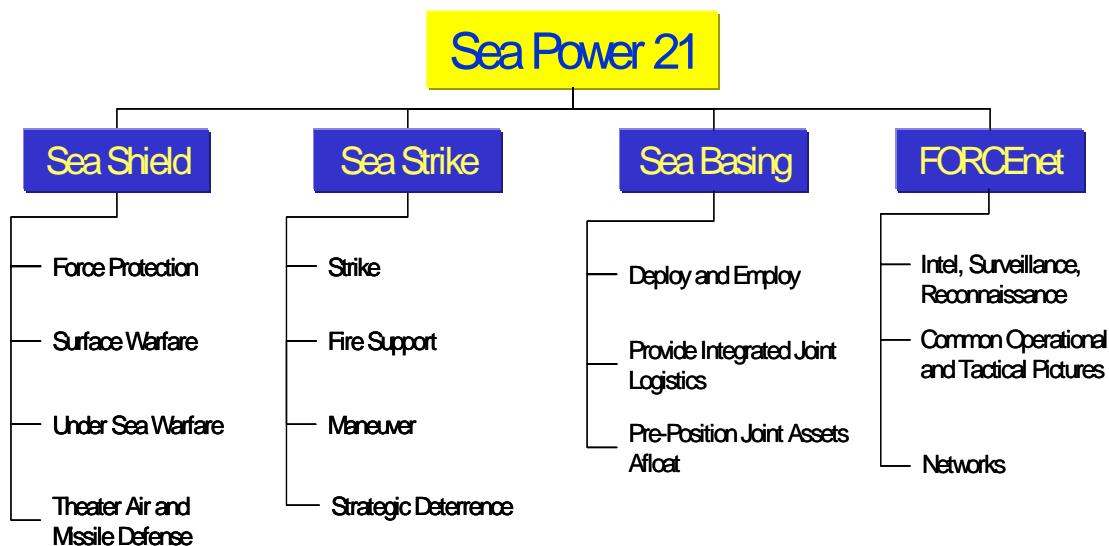 Sea Power 21
Sea Shield
Force Protection
Surface Warfare
Under Sea Warfare
Theater Air and
Missile Defense
Sea Strike
Strike
Fire Support
Maneuver
Strategic Deterrence
Sea Basing
Deploy and Employ
Provide Integrated Joint
Logistics
Pre-Position Joint Assets
Afloat
FORCEnet
Intel, Surveillance,
Reconnaissance
Common Operational
and Tactical Pictures
Networks